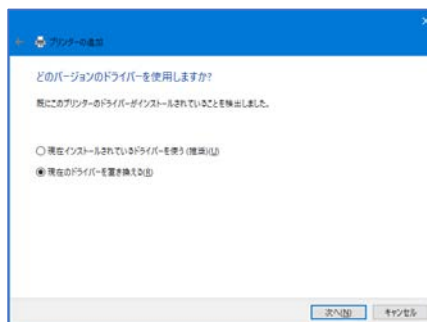 プリンターの追加
どのバージョンのドライバーを使用しますか?
既にこのプリンターのドライバーがインストールされていることを検出しました。
現在インストールされているドライバーを使う (推奨)(U)
現在のドライバーを置き換える(R)
次へ(N)
キャンセル